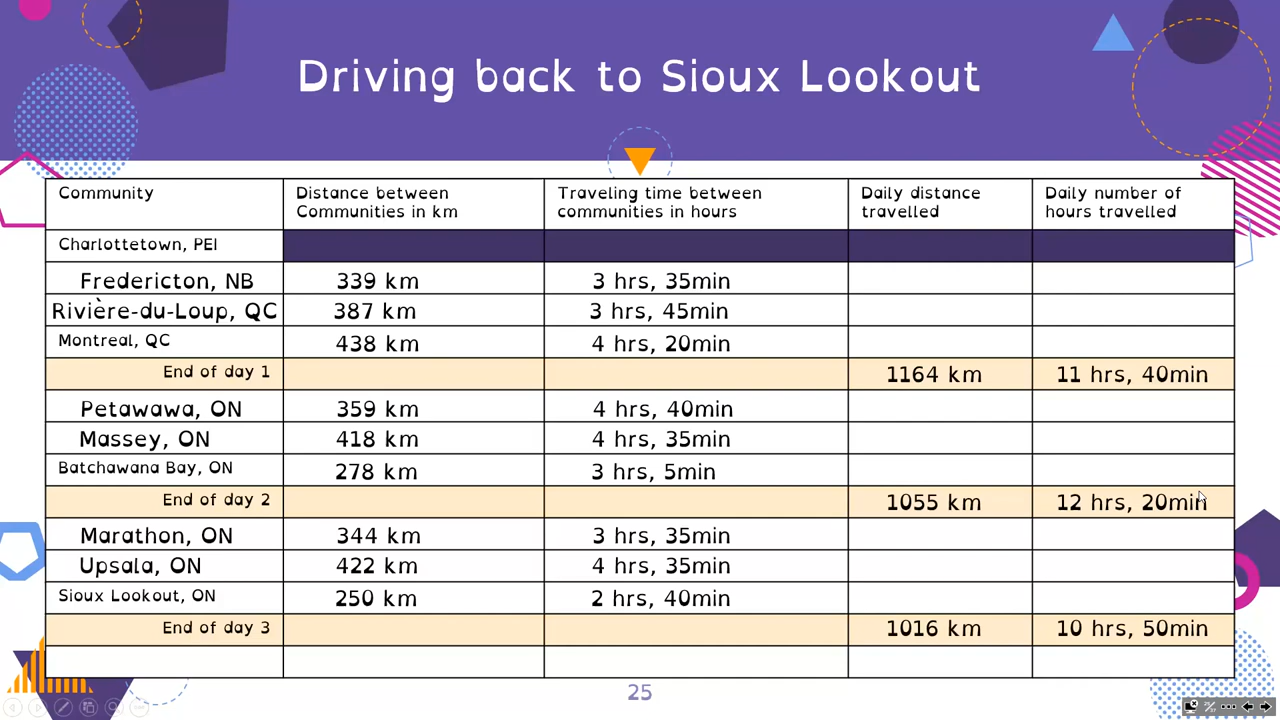 Driving back to Sioux Lookout
Community
Distance between
Communities in km
Traveling time between
communities in hours
Daily distance
travelled
Daily number of
hours travelled
Charlottetown, PEI
Fredericton, NB 339 km 3 hrs, 35min
Rivière-du-Loup, QC 387 km 3 hrs, 45min
Montreal, QC 438 km 4 hrs, 20min
End of day 1 1164 km 11 hrs, 40min
Petawawa, ON 359 km 4 hrs, 40min
Massey, ON 418 km 4 hrs, 35min
Batchawana Bay, ON 278 km 3 hrs, 5min
End of day 2 1055 km 12 hrs, 20min
Marathon, ON 344 km 3 hrs, 35min
Upsala, ON 422 km 4 hrs, 35min
Sioux Lookout, ON 250 km 2 hrs, 40min
End of day 3 1016 km 10 hrs, 50min
25